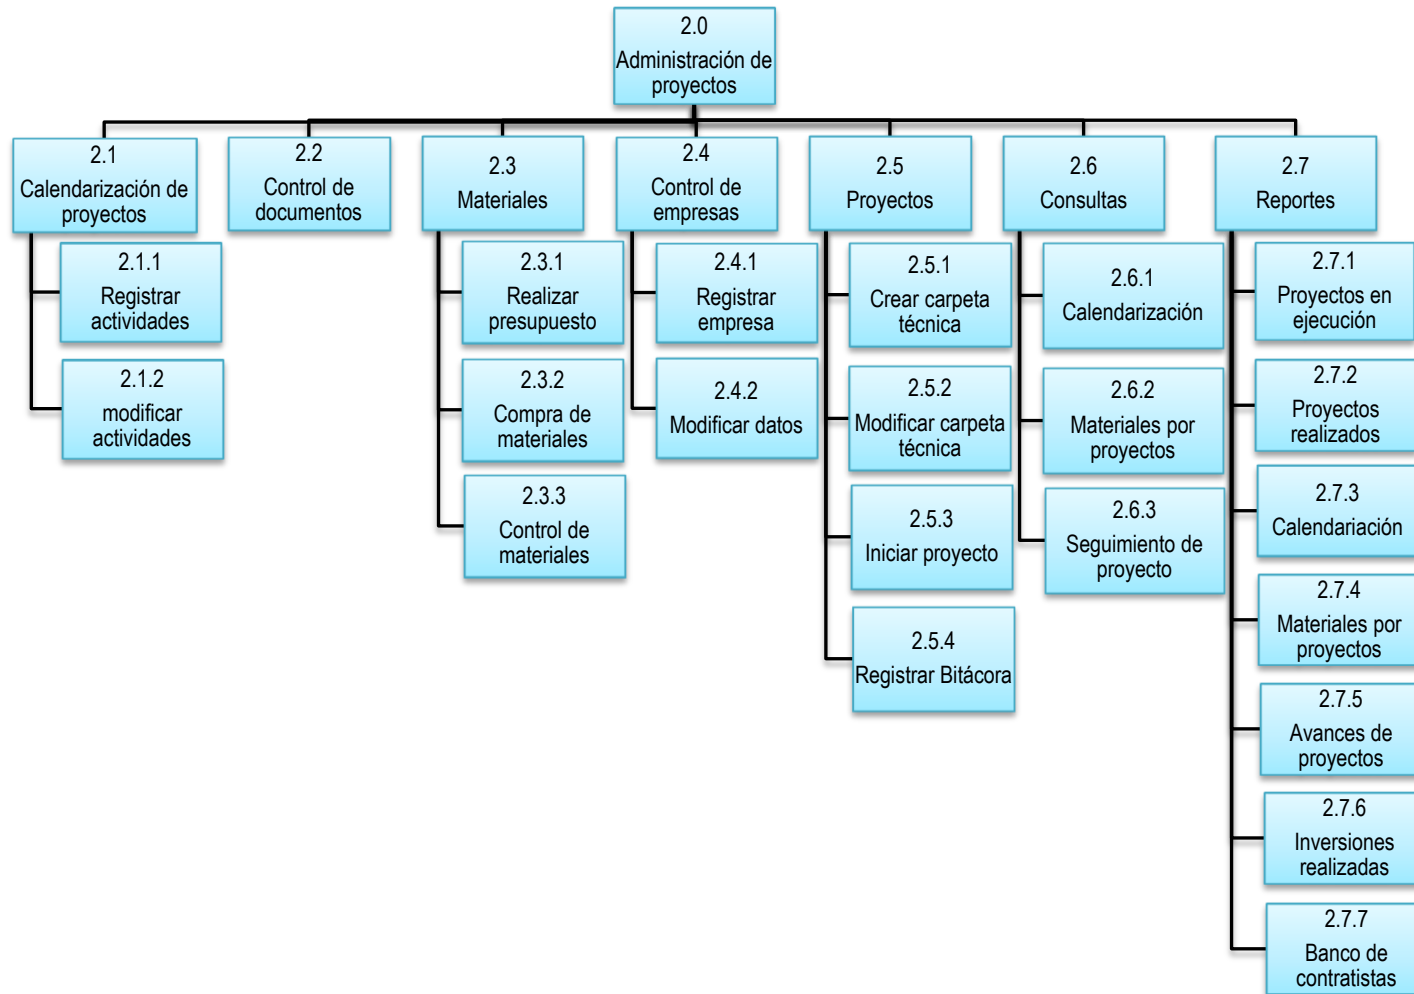 2.0
Administración de
proyectos
2.1
Calendarización de
proyectos
2.2
Control de
documentos
2.3
Materiales
2.4
Control de
empresas
2.5
Proyectos
2.6
Consultas
2.7
Reportes
2.1.1
Registrar
actividades
2.1.2
modificar
actividades
2.3.1
Realizar
presupuesto
2.3.2
Compra de
materiales
2.3.3
Control de
materiales
2.4.1
Registrar
empresa
2.4.2
Modificar datos
2.5.1
Crear carpeta
técnica
2.5.2
Modificar carpeta
técnica
2.5.3
Iniciar proyecto
2.5.4
Registrar Bitácora
2.6.1
Calendarización
2.6.2
Materiales por
proyectos
2.6.3
Seguimiento de
proyecto
2.7.1
Proyectos en
ejecución
2.7.2
Proyectos
realizados
2.7.3
Calendariación
2.7.4
Materiales por
proyectos
2.7.5
Avances de
proyectos
2.7.6
Inversiones
realizadas
2.7.7
Banco de
contratistas